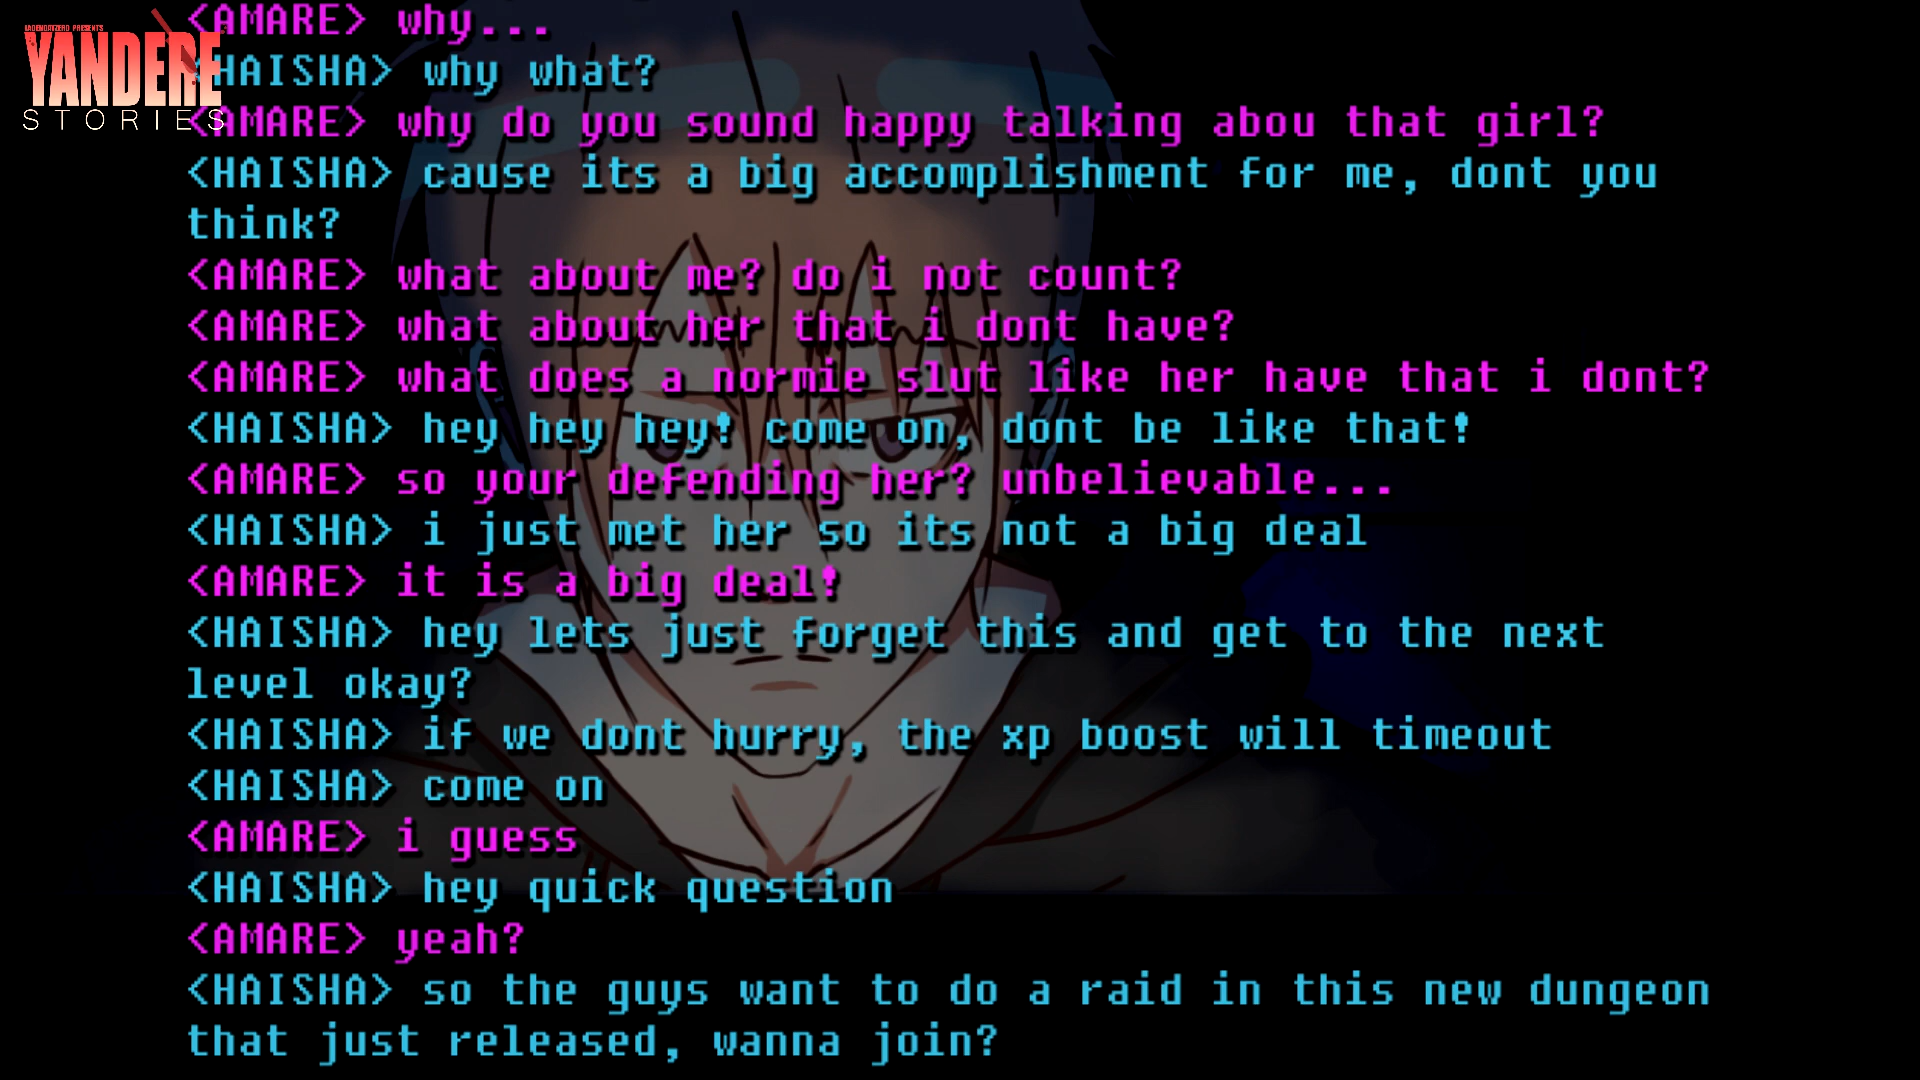 YANDERE
STORIES
<AMARE> why...
<HAISHA> why what?
<AMARE> why do you sound happy talking abou that girl?
<HAISHA> cause its a big accomplishment for me, dont you
think?
<AMARE> what about me? do i not count?
<AMARE> what about her that i dont have?
<AMARE> what does a normie slut like her have that i dont?
<HAISHA> hey hey hey! come on, dont be like that!
<AMARE> so your defending her? unbelievable...
<HAISHA> i just met her so its not a big deal
<AMARE> it is a big deal!
<HAISHA> hey lets just forget this and get to the next
level okay?
<HAISHA> if we dont hurry, the xp boost will timeout
<HAISHA> come on
<AMARE> i guess
<HAISHA> hey quick question
<AMARE> yeah?
<HAISHA> so the guys want to do a raid in this new dungeon
that just released, wanna join?